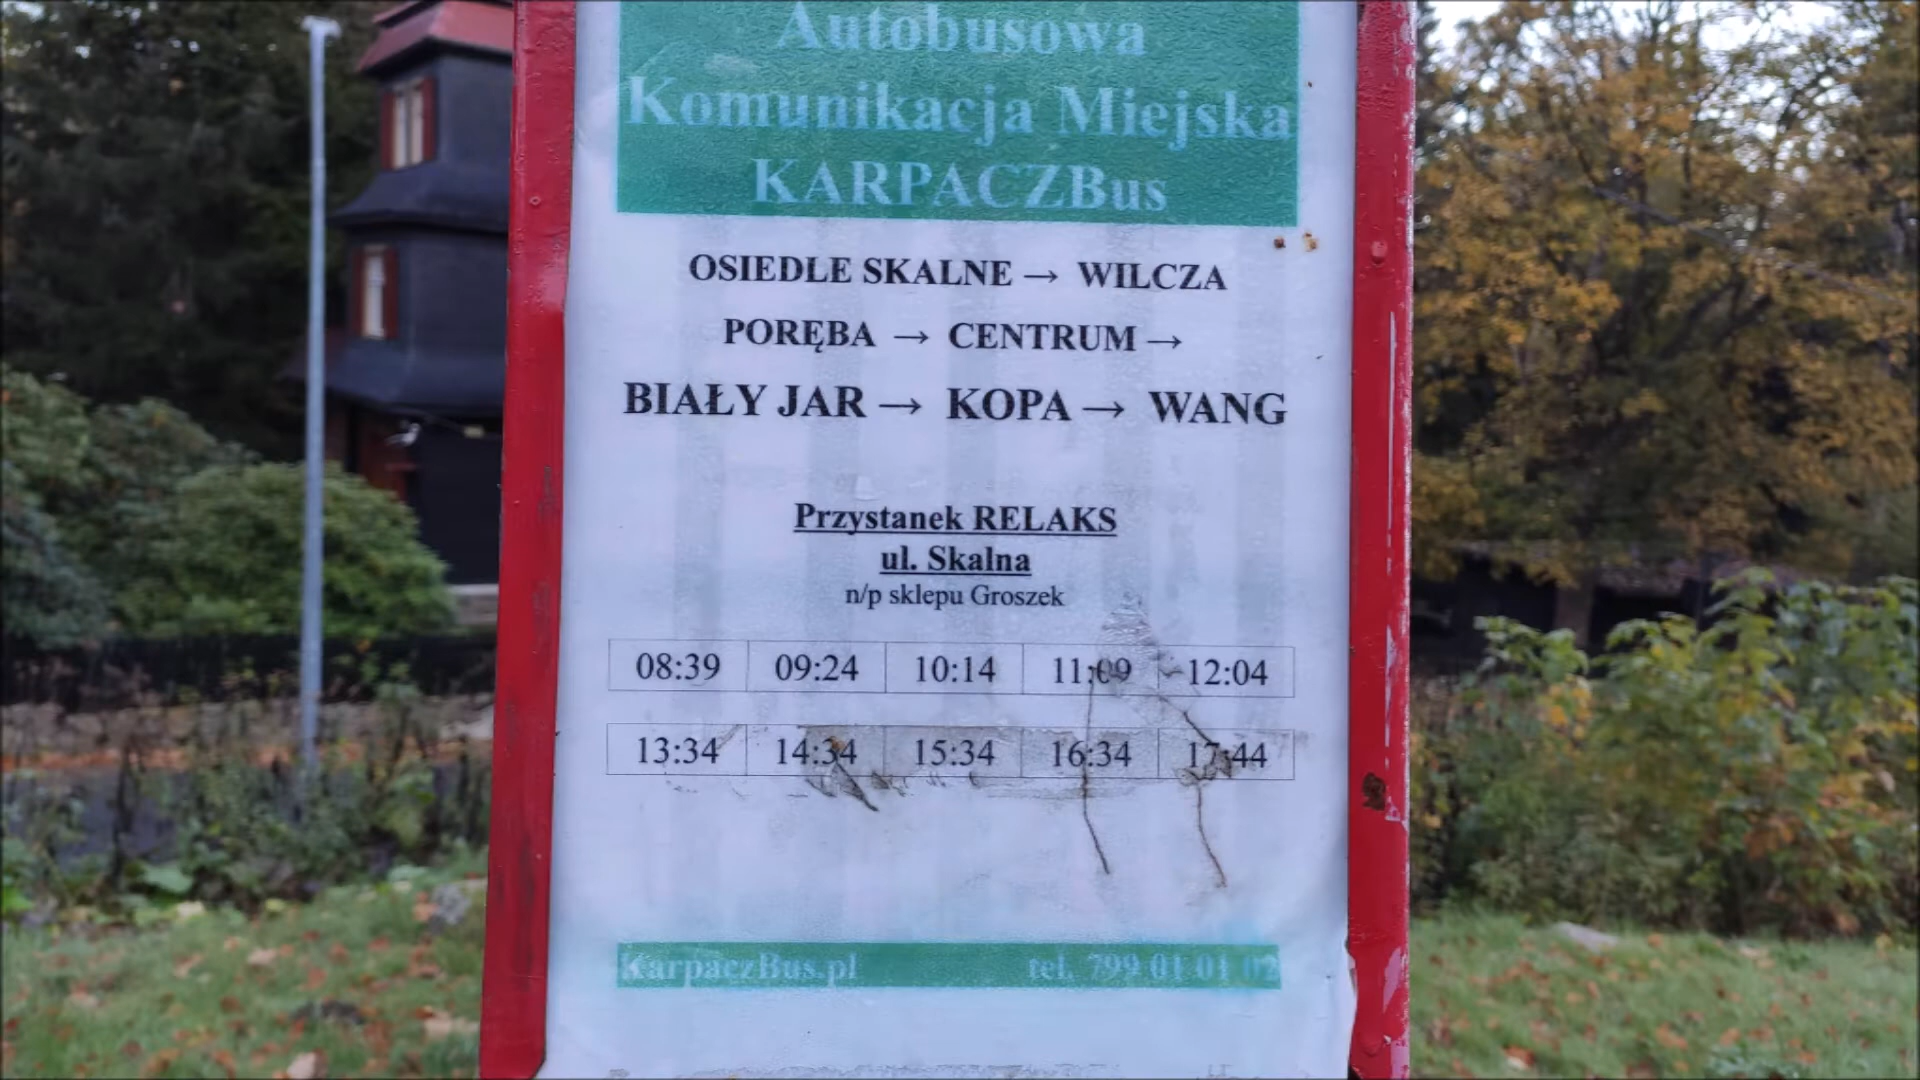 Autobusowa
Komunikacja Miejska
KARPACZBus
OSIEDLE SKALNE → WILCZA
PORĘBA → CENTRUM →
BIAŁY JAR → KOPA → WANG
Przystanek RELAKS
ul. Skalna
n/p sklepu Groszek
08:39 09:24 10:14 11:09 12:04
13:34 14:34 15:34 16:34 17:44
KarpaczBus.pl tel. 799 01 01 02